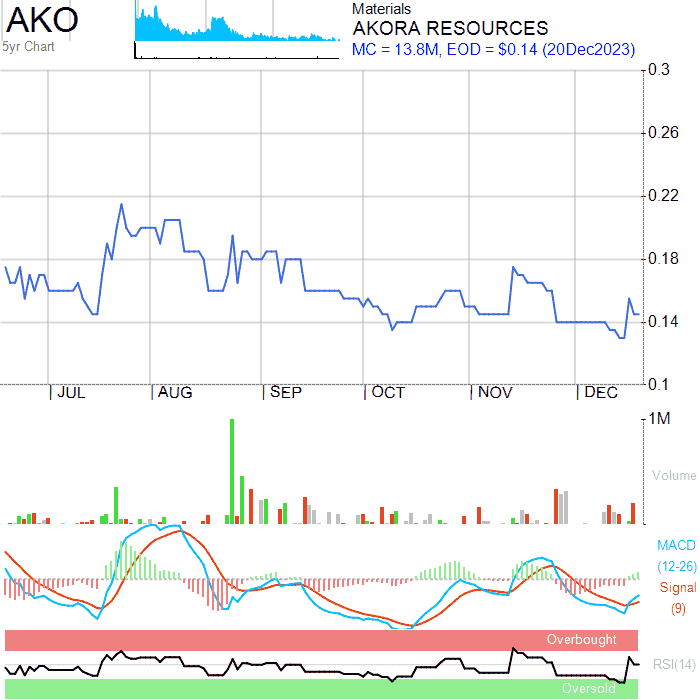 AKO
5yr Chart
Materials
AKORA RESOURCES
MC = 13.8M, EOD = $0.14 (20Dec2023)
0.3
0.26
0.22
0.18
0.14
0.1
JUL
AUG
SEP
OCT
NOV
DEC
1M
Volume
MACD
(12-26)
Signal
(9)
Overbought
RSI(14)
Oversold